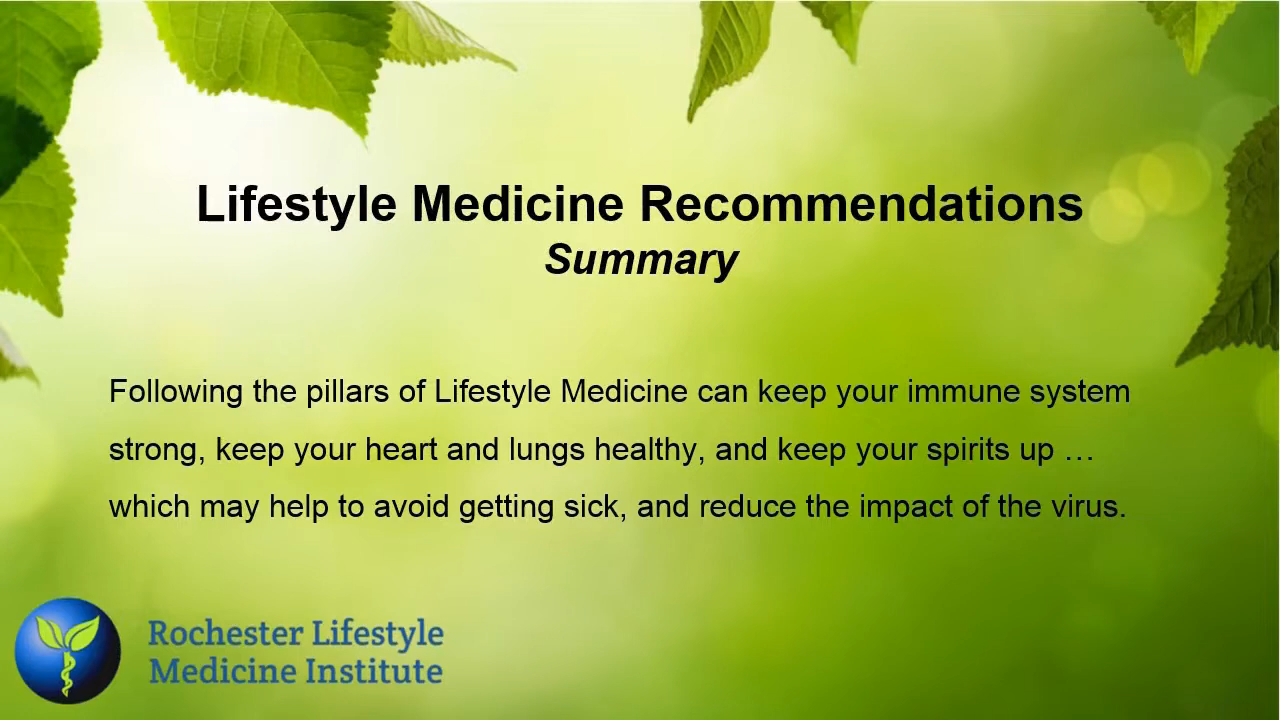 Lifestyle Medicine Recommendations
Summary
Following the pillars of Lifestyle Medicine can keep your immune system
strong, keep your heart and lungs healthy, and keep your spirits up …
which may help to avoid getting sick, and reduce the impact of the virus.
Rochester Lifestyle
Medicine Institute